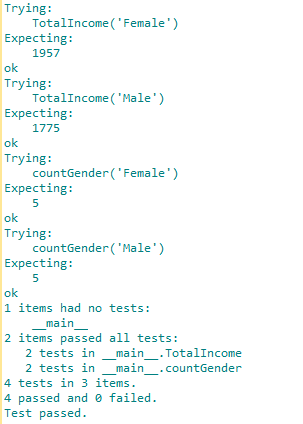 Trying:
    TotalIncome('Female')
Expecting:
    1957
ok
Trying:
    TotalIncome('Male')
Expecting:
    1775
ok
Trying:
    countGender('Female')
Expecting:
    5
ok
Trying:
    countGender('Male')
Expecting:
    5
ok
1 items had no tests:
    __main__
2 items passed all tests:
   2 tests in __main__.TotalIncome
   2 tests in __main__.countGender
4 tests in 3 items.
4 passed and 0 failed.
Test passed.